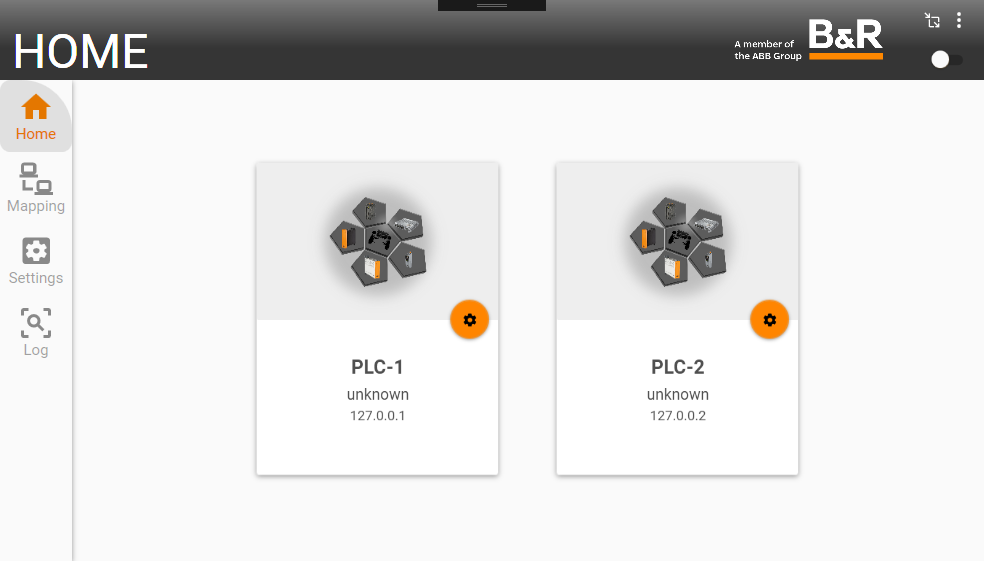 HOME
A member of
the ABB Group
B&R
Home
Mapping
Settings
Log
PLC-1
unknown
127.0.0.1
PLC-2
unknown
127.0.0.2